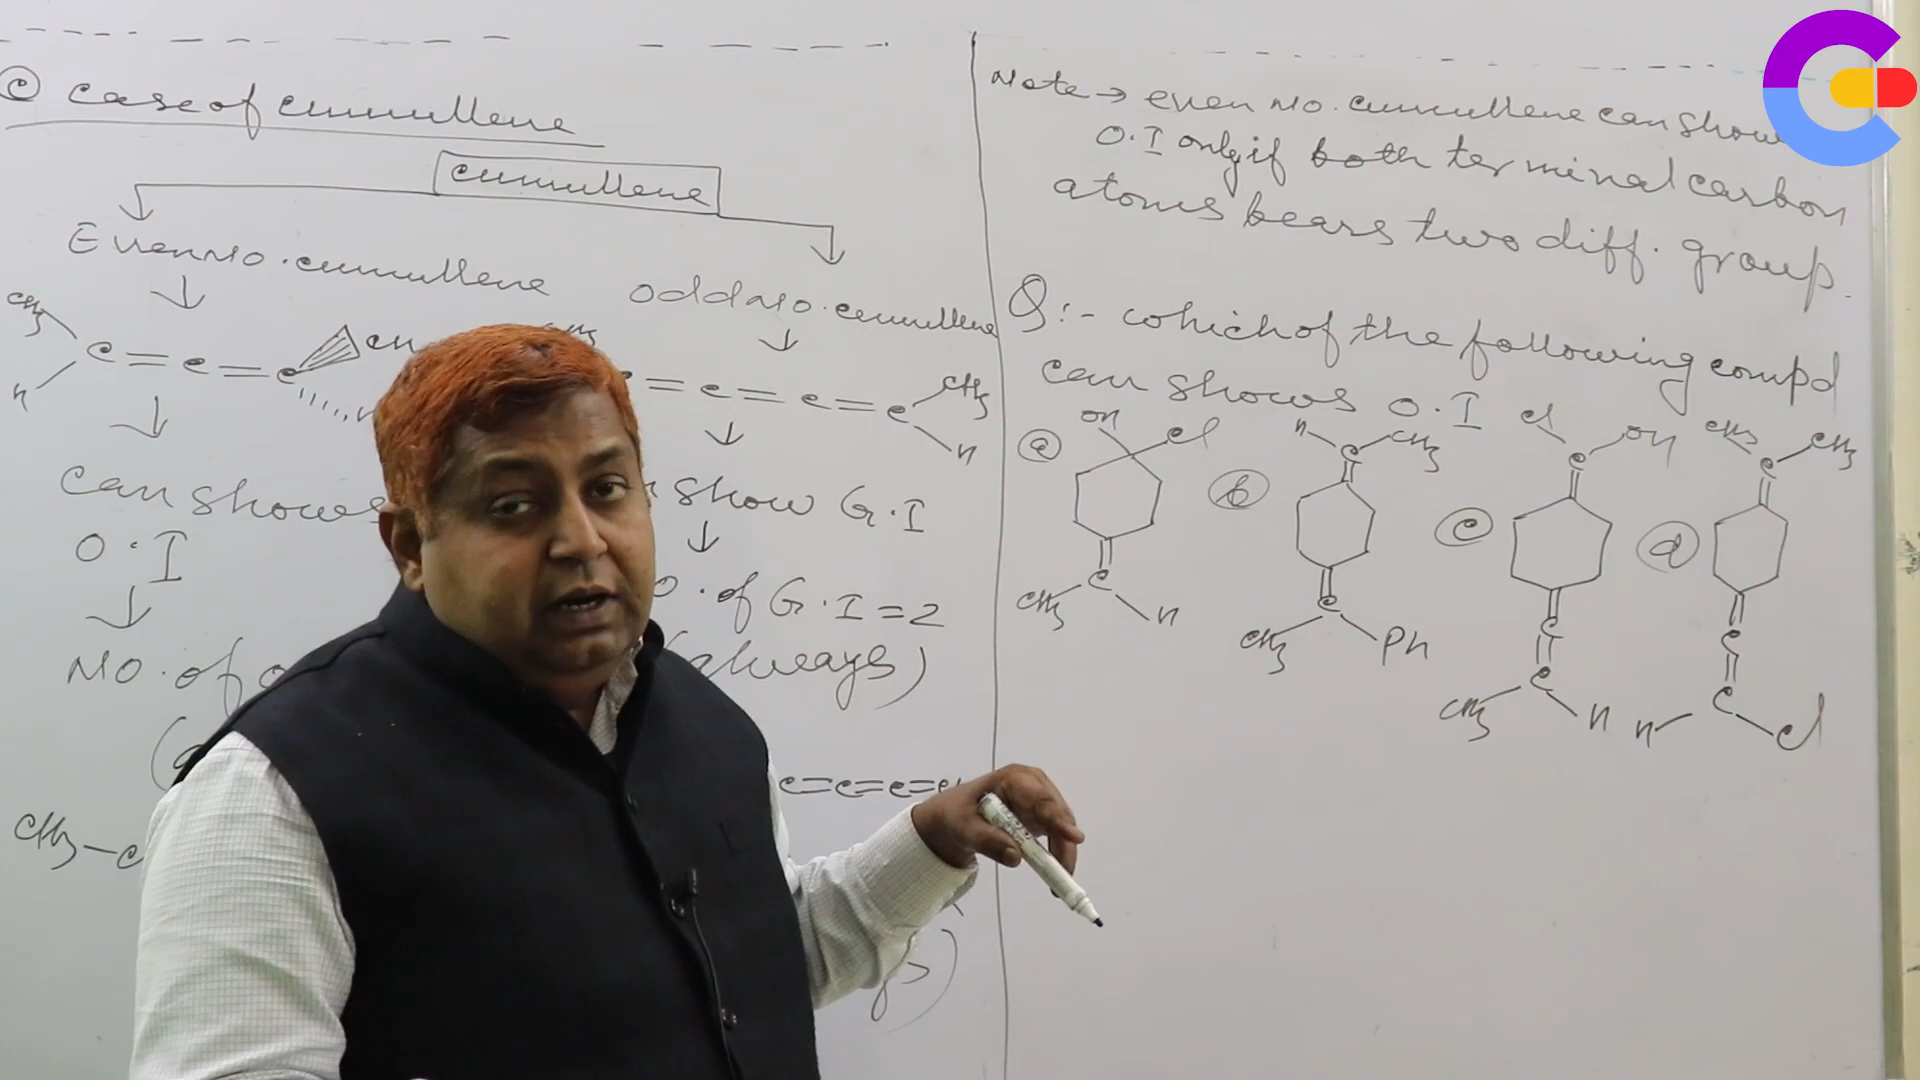 C case of cumullene
cumullene
Even No. cumullene
odd No. cumullene
CH3
H
C = C = C
= C = C = C
CH3
H
can shows
O.I
show G.I
No. of
of G.I = 2
(always)
CH3 — C
C = C = C =
Note → even No. cumullene can show
O.I only if both terminal carbon
atoms bears two diff. group.
Q:- which of the following compd
can shows O.I
a
OH
Cl
C
CH3
H
b
H
CH3
C
C
CH3
Ph
c
Cl
OH
C
C
C
CH3
H
d
CH3
CH3
C
C
C
H
Cl